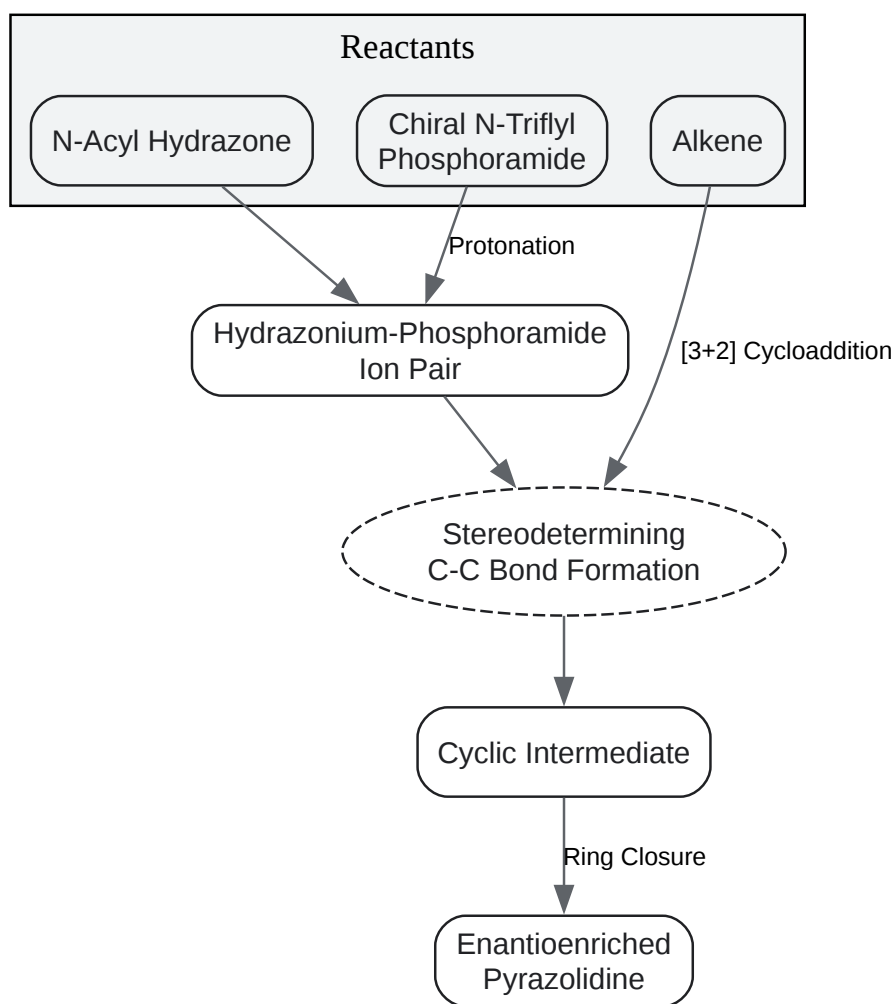 Reactants
N-Acyl Hydrazone
Chiral N-Triflyl
Phosphoramide
Alkene
Protonation
Hydrazonium-Phosphoramide
Ion Pair
[3+2] Cycloaddition
Stereodetermining
C-C Bond Formation
Cyclic Intermediate
Ring Closure
Enantioenriched
Pyrazolidine